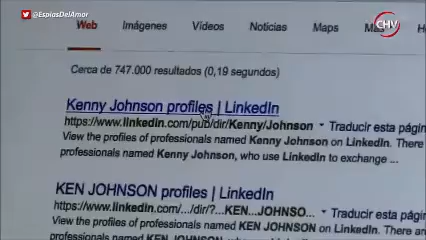 @EspiasDelAmor
CHV
Web Imágenes Vídeos Noticias Maps Más
Cerca de 747.000 resultados (0,19 segundos)
Kenny Johnson profiles | LinkedIn
https://www.linkedin.com/pub/dir/Kenny/Johnson Traducir esta págin
View the profiles of professionals named Kenny Johnson on LinkedIn. There
professionals named Kenny Johnson, who use LinkedIn to exchange ...
KEN JOHNSON profiles | LinkedIn
https://www.linkedin.com/.../dir/?...KEN...JOHNSO... Traducir esta págin
View the profiles of professionals named KEN JOHNSON on LinkedIn. There are